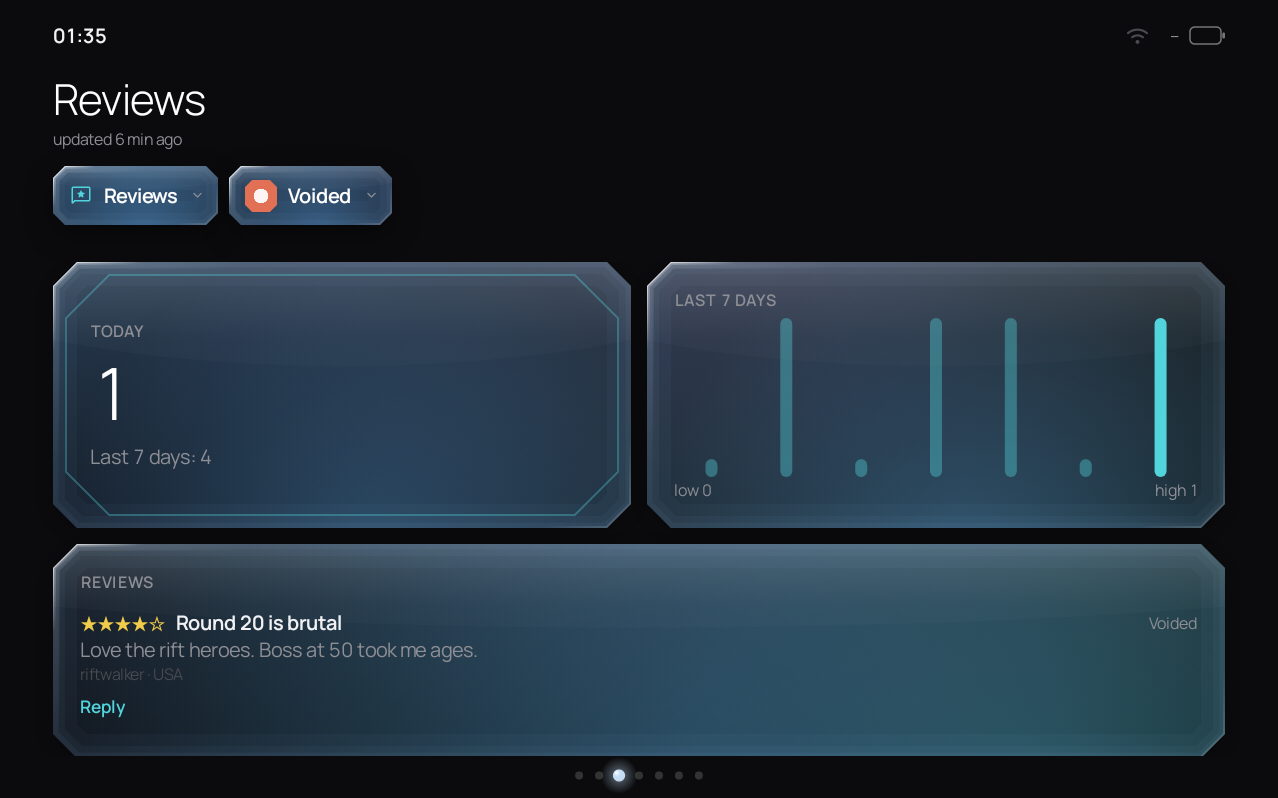 01:35
–
Reviews
updated 6 min ago
Reviews
Voided
TODAY
1
Last 7 days: 4
LAST 7 DAYS
low 0
high 1
REVIEWS
★★★★☆ Round 20 is brutal
Voided
Love the rift heroes. Boss at 50 took me ages.
riftwalker · USA
Reply